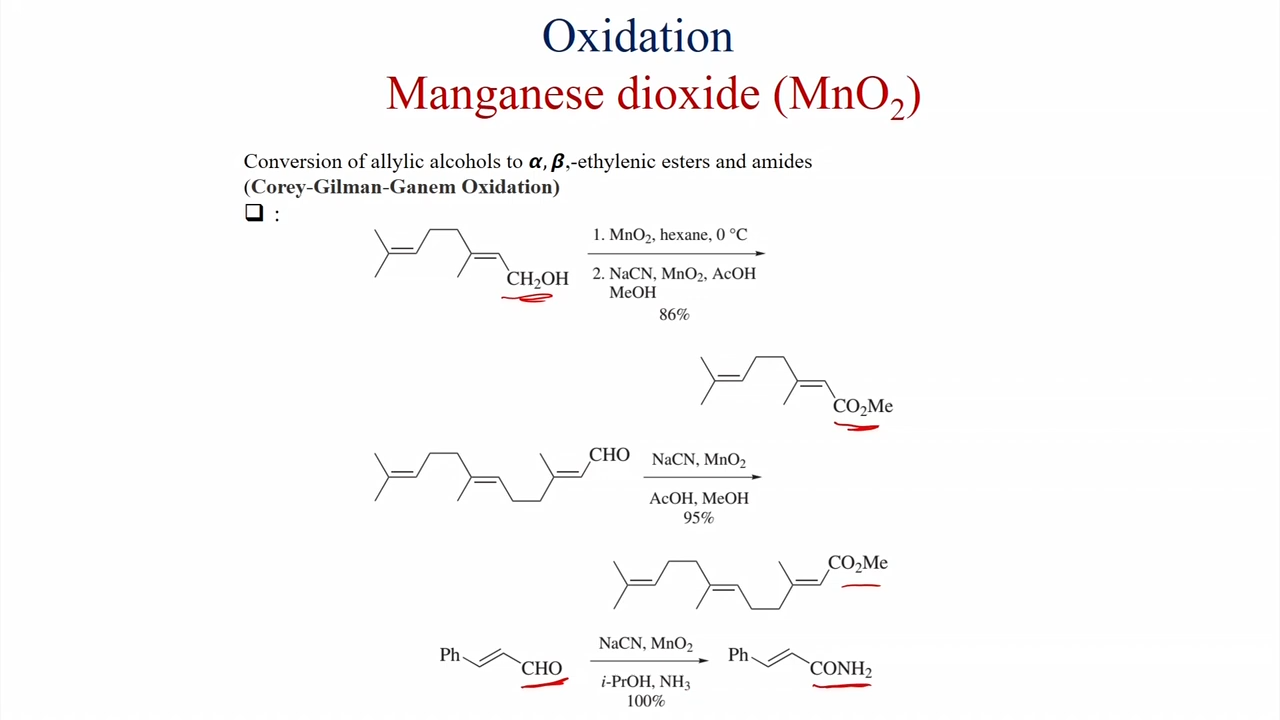 Oxidation
Manganese dioxide (MnO₂)
Conversion of allylic alcohols to α, β,-ethylenic esters and amides
(Corey-Gilman-Ganem Oxidation)
❑ :
1. MnO₂, hexane, 0 °C
CH₂OH
2. NaCN, MnO₂, AcOH
MeOH
86%
CO₂Me
CHO
NaCN, MnO₂
AcOH, MeOH
95%
CO₂Me
NaCN, MnO₂
Ph CHO
Ph CONH₂
i-PrOH, NH₃
100%